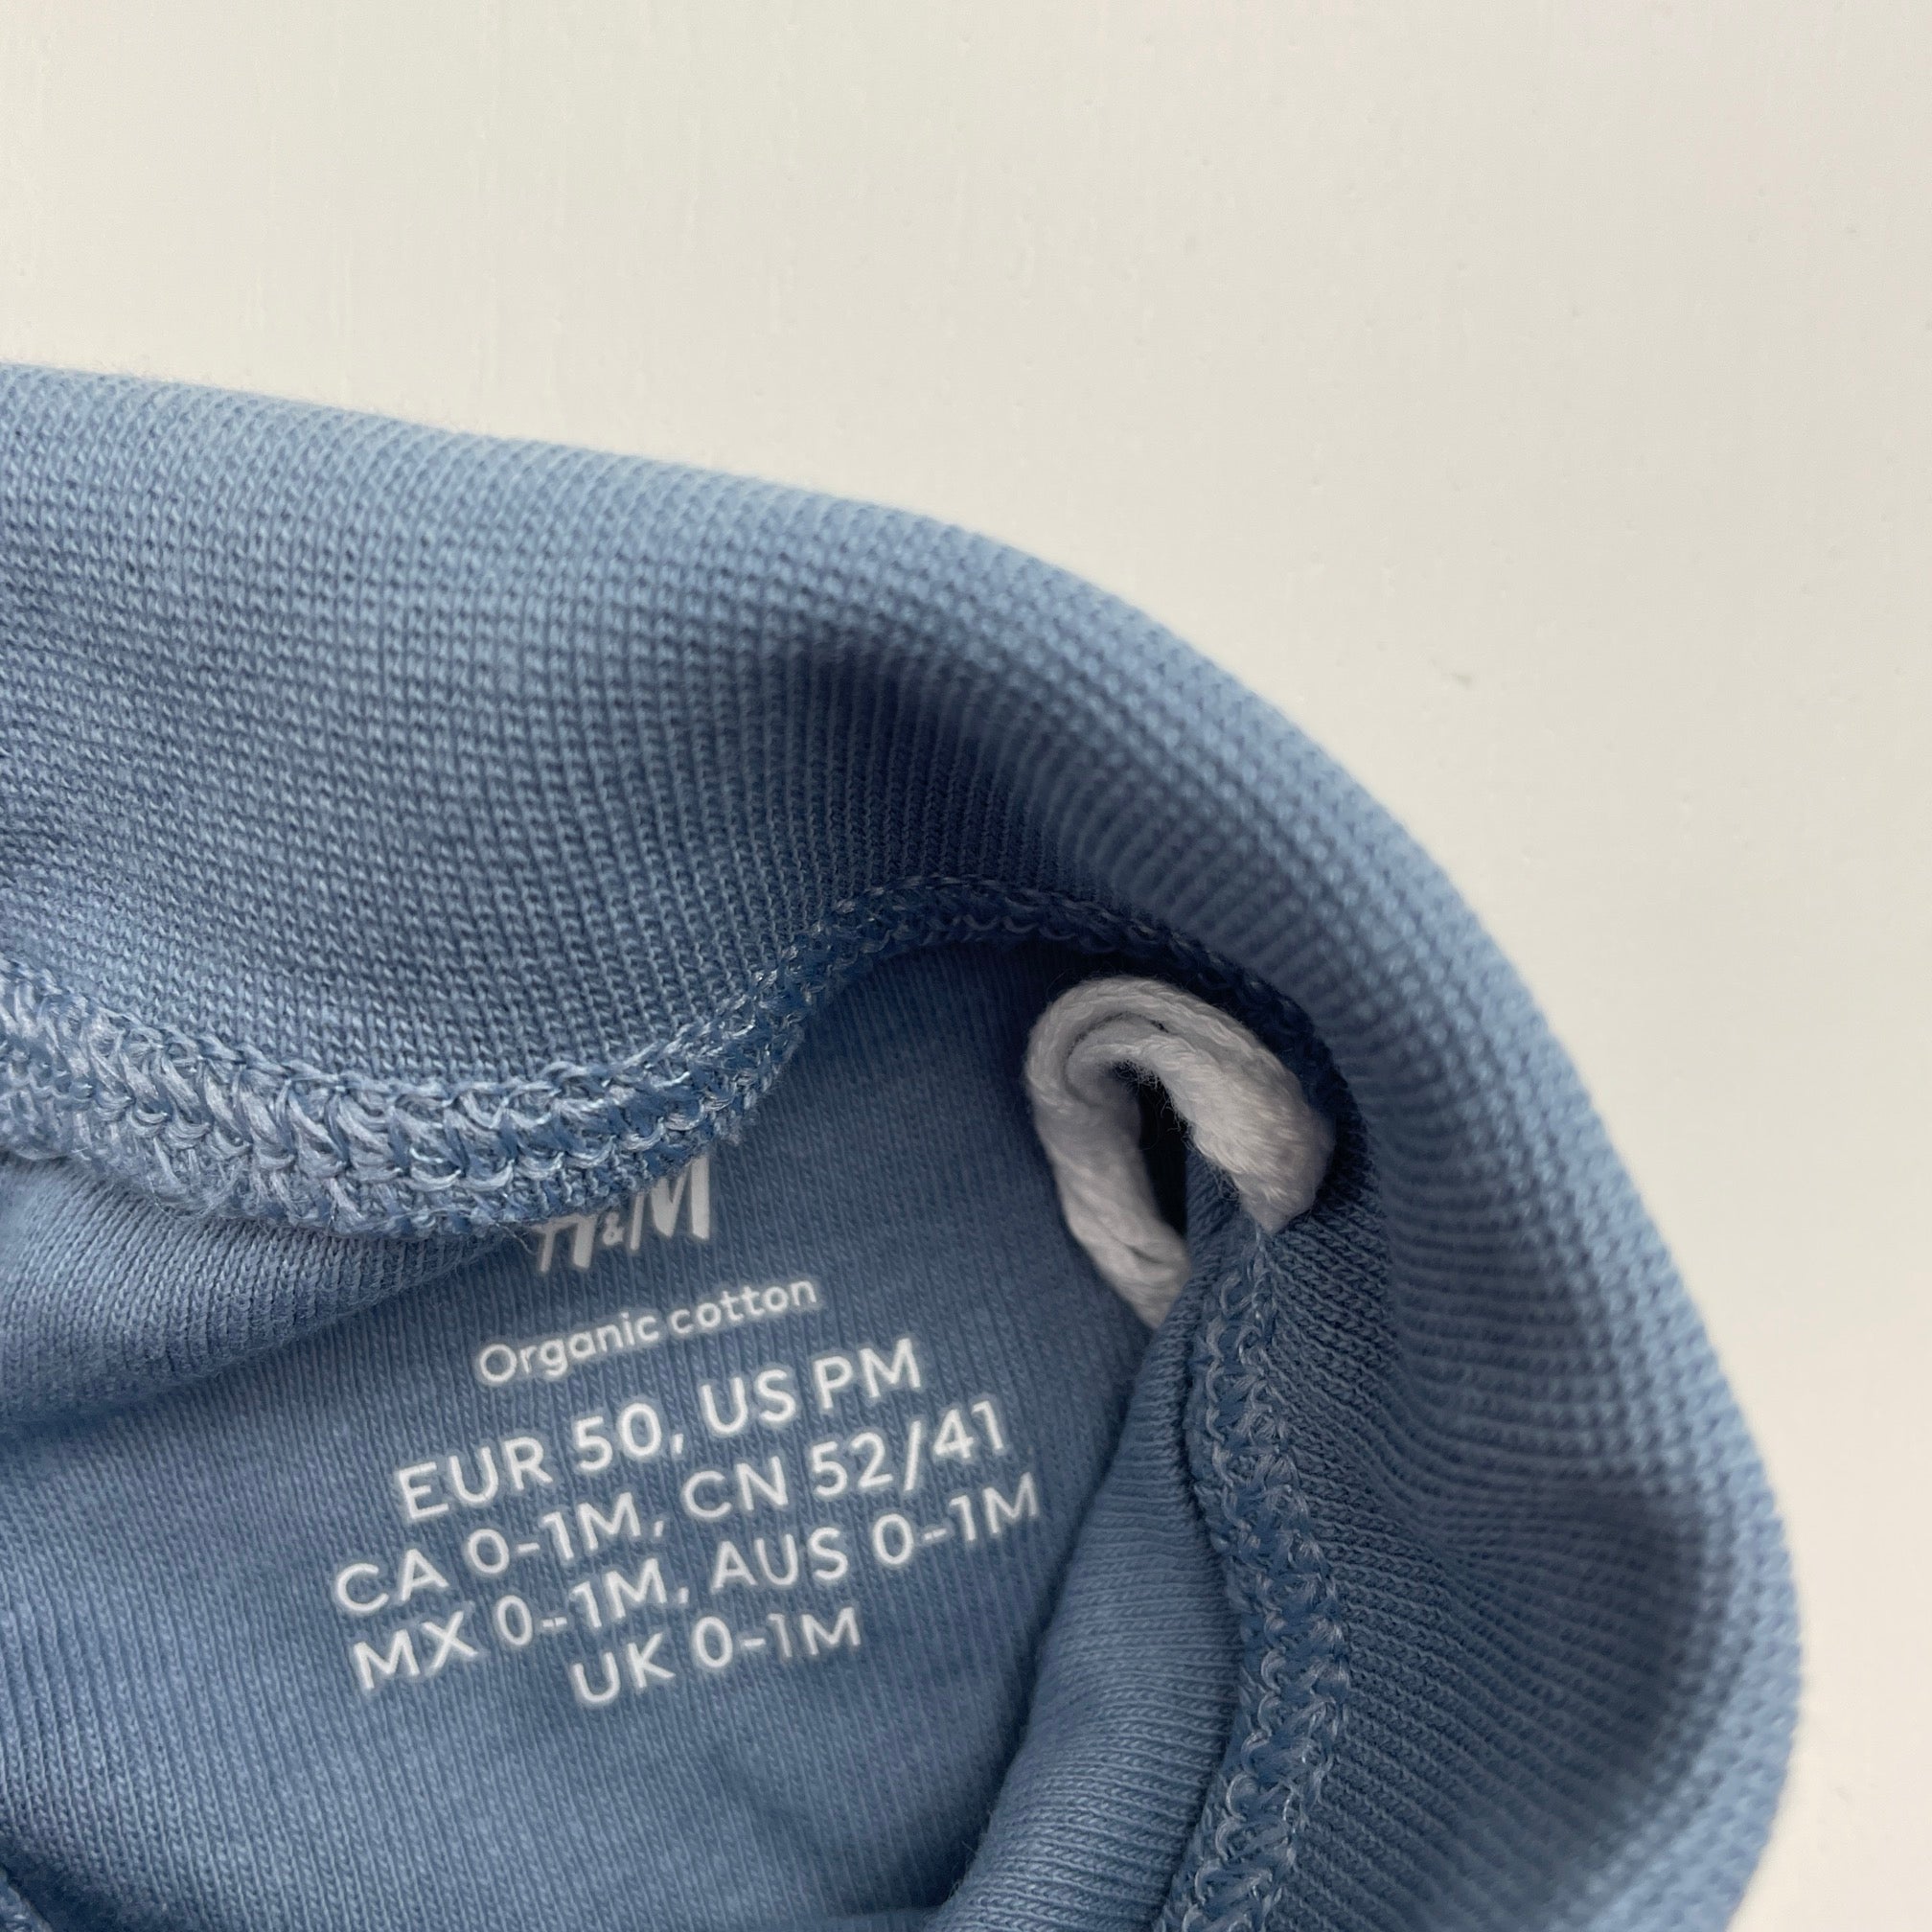 H&M
Organic cotton
EUR 50, US PM
CA 0-1M, CN 52/41
MX 0-1M, AUS 0-1M
UK 0-1M